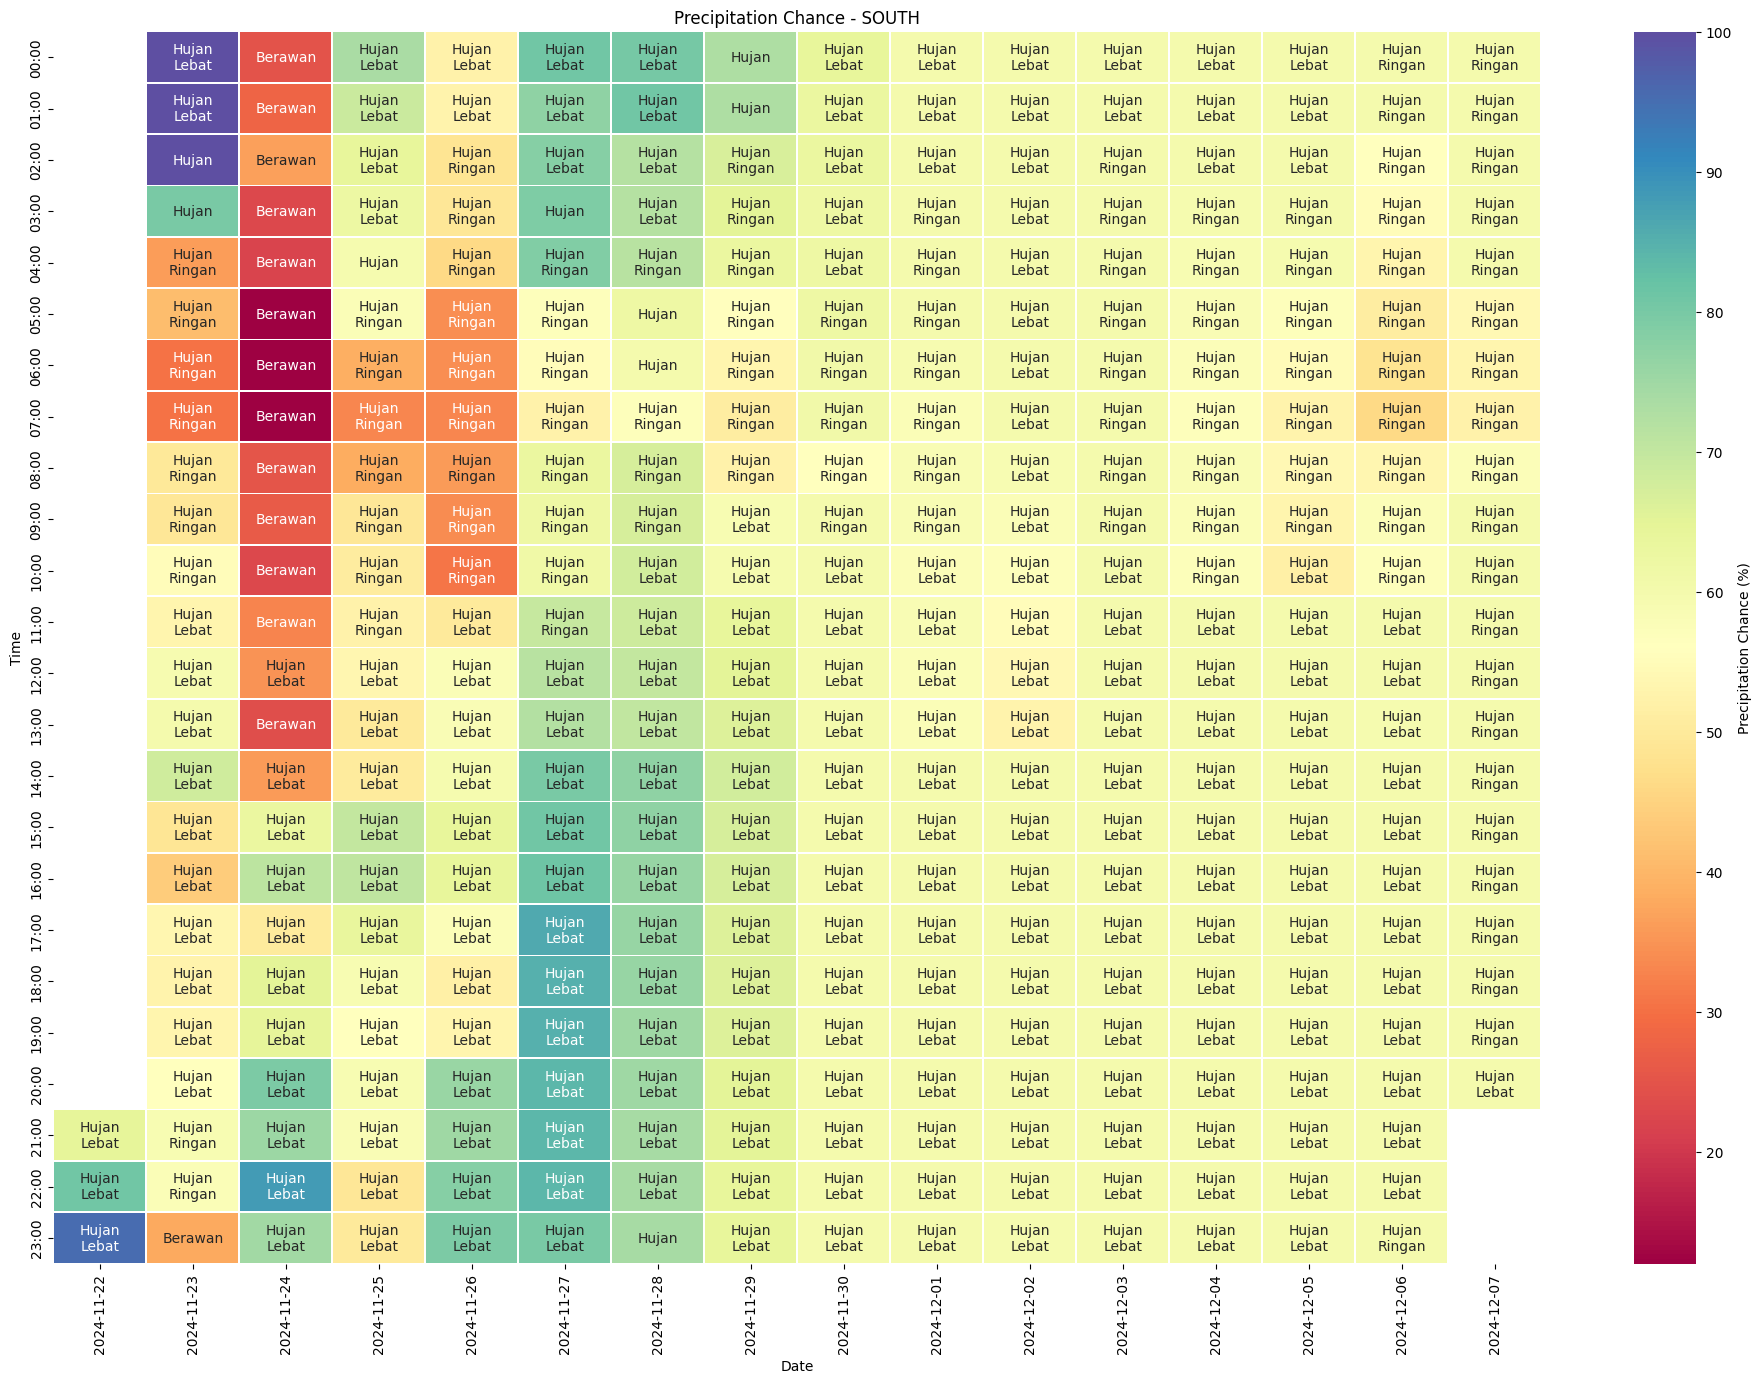 Precipitation Chance - SOUTH
00:00 Hujan Lebat Berawan Hujan Lebat Hujan Lebat Hujan Lebat Hujan Lebat Hujan Hujan Lebat Hujan Lebat Hujan Lebat Hujan Lebat Hujan Lebat Hujan Lebat Hujan Ringan Hujan Ringan
01:00 Hujan Lebat Berawan Hujan Lebat Hujan Lebat Hujan Lebat Hujan Lebat Hujan Hujan Lebat Hujan Lebat Hujan Lebat Hujan Lebat Hujan Lebat Hujan Lebat Hujan Ringan Hujan Ringan
02:00 Hujan Berawan Hujan Lebat Hujan Ringan Hujan Lebat Hujan Lebat Hujan Ringan Hujan Lebat Hujan Lebat Hujan Lebat Hujan Ringan Hujan Lebat Hujan Lebat Hujan Ringan Hujan Ringan
03:00 Hujan Berawan Hujan Lebat Hujan Ringan Hujan Hujan Lebat Hujan Ringan Hujan Lebat Hujan Ringan Hujan Lebat Hujan Ringan Hujan Ringan Hujan Ringan Hujan Ringan Hujan Ringan
04:00 Hujan Ringan Berawan Hujan Hujan Ringan Hujan Ringan Hujan Ringan Hujan Ringan Hujan Lebat Hujan Ringan Hujan Lebat Hujan Ringan Hujan Ringan Hujan Ringan Hujan Ringan Hujan Ringan
05:00 Hujan Ringan Berawan Hujan Ringan Hujan Ringan Hujan Ringan Hujan Hujan Ringan Hujan Ringan Hujan Ringan Hujan Lebat Hujan Ringan Hujan Ringan Hujan Ringan Hujan Ringan Hujan Ringan
06:00 Hujan Ringan Berawan Hujan Ringan Hujan Ringan Hujan Ringan Hujan Hujan Ringan Hujan Ringan Hujan Ringan Hujan Lebat Hujan Ringan Hujan Ringan Hujan Ringan Hujan Ringan Hujan Ringan
07:00 Hujan Ringan Berawan Hujan Ringan Hujan Ringan Hujan Ringan Hujan Ringan Hujan Ringan Hujan Ringan Hujan Ringan Hujan Lebat Hujan Ringan Hujan Ringan Hujan Ringan Hujan Ringan Hujan Ringan
08:00 Hujan Ringan Berawan Hujan Ringan Hujan Ringan Hujan Ringan Hujan Ringan Hujan Ringan Hujan Ringan Hujan Ringan Hujan Lebat Hujan Ringan Hujan Ringan Hujan Ringan Hujan Ringan Hujan Ringan
09:00 Hujan Ringan Berawan Hujan Ringan Hujan Ringan Hujan Ringan Hujan Ringan Hujan Lebat Hujan Ringan Hujan Ringan Hujan Lebat Hujan Ringan Hujan Ringan Hujan Ringan Hujan Ringan Hujan Ringan
10:00 Hujan Ringan Berawan Hujan Ringan Hujan Ringan Hujan Ringan Hujan Lebat Hujan Lebat Hujan Lebat Hujan Lebat Hujan Lebat Hujan Lebat Hujan Ringan Hujan Lebat Hujan Ringan Hujan Ringan
11:00 Hujan Lebat Berawan Hujan Ringan Hujan Lebat Hujan Ringan Hujan Lebat Hujan Lebat Hujan Lebat Hujan Lebat Hujan Lebat Hujan Lebat Hujan Lebat Hujan Lebat Hujan Lebat Hujan Ringan
12:00 Hujan Lebat Hujan Lebat Hujan Lebat Hujan Lebat Hujan Lebat Hujan Lebat Hujan Lebat Hujan Lebat Hujan Lebat Hujan Lebat Hujan Lebat Hujan Lebat Hujan Lebat Hujan Lebat Hujan Ringan
13:00 Hujan Lebat Berawan Hujan Lebat Hujan Lebat Hujan Lebat Hujan Lebat Hujan Lebat Hujan Lebat Hujan Lebat Hujan Lebat Hujan Lebat Hujan Lebat Hujan Lebat Hujan Lebat Hujan Ringan
14:00 Hujan Lebat Hujan Lebat Hujan Lebat Hujan Lebat Hujan Lebat Hujan Lebat Hujan Lebat Hujan Lebat Hujan Lebat Hujan Lebat Hujan Lebat Hujan Lebat Hujan Lebat Hujan Lebat Hujan Ringan
15:00 Hujan Lebat Hujan Lebat Hujan Lebat Hujan Lebat Hujan Lebat Hujan Lebat Hujan Lebat Hujan Lebat Hujan Lebat Hujan Lebat Hujan Lebat Hujan Lebat Hujan Lebat Hujan Lebat Hujan Ringan
16:00 Hujan Lebat Hujan Lebat Hujan Lebat Hujan Lebat Hujan Lebat Hujan Lebat Hujan Lebat Hujan Lebat Hujan Lebat Hujan Lebat Hujan Lebat Hujan Lebat Hujan Lebat Hujan Lebat Hujan Ringan
17:00 Hujan Lebat Hujan Lebat Hujan Lebat Hujan Lebat Hujan Lebat Hujan Lebat Hujan Lebat Hujan Lebat Hujan Lebat Hujan Lebat Hujan Lebat Hujan Lebat Hujan Lebat Hujan Lebat Hujan Ringan
18:00 Hujan Lebat Hujan Lebat Hujan Lebat Hujan Lebat Hujan Lebat Hujan Lebat Hujan Lebat Hujan Lebat Hujan Lebat Hujan Lebat Hujan Lebat Hujan Lebat Hujan Lebat Hujan Lebat Hujan Ringan
19:00 Hujan Lebat Hujan Lebat Hujan Lebat Hujan Lebat Hujan Lebat Hujan Lebat Hujan Lebat Hujan Lebat Hujan Lebat Hujan Lebat Hujan Lebat Hujan Lebat Hujan Lebat Hujan Lebat Hujan Ringan
20:00 Hujan Lebat Hujan Lebat Hujan Lebat Hujan Lebat Hujan Lebat Hujan Lebat Hujan Lebat Hujan Lebat Hujan Lebat Hujan Lebat Hujan Lebat Hujan Lebat Hujan Lebat Hujan Lebat Hujan Lebat
21:00 Hujan Lebat Hujan Ringan Hujan Lebat Hujan Lebat Hujan Lebat Hujan Lebat Hujan Lebat Hujan Lebat Hujan Lebat Hujan Lebat Hujan Lebat Hujan Lebat Hujan Lebat Hujan Lebat Hujan Lebat
22:00 Hujan Lebat Hujan Ringan Hujan Lebat Hujan Lebat Hujan Lebat Hujan Lebat Hujan Lebat Hujan Lebat Hujan Lebat Hujan Lebat Hujan Lebat Hujan Lebat Hujan Lebat Hujan Lebat Hujan Lebat
23:00 Hujan Lebat Berawan Hujan Lebat Hujan Lebat Hujan Lebat Hujan Lebat Hujan Hujan Lebat Hujan Lebat Hujan Lebat Hujan Lebat Hujan Lebat Hujan Lebat Hujan Lebat Hujan Ringan
Time
2024-11-22 2024-11-23 2024-11-24 2024-11-25 2024-11-26 2024-11-27 2024-11-28 2024-11-29 2024-11-30 2024-12-01 2024-12-02 2024-12-03 2024-12-04 2024-12-05 2024-12-06 2024-12-07
Date
100
90
80
70
60
50
40
30
20
Precipitation Chance (%)